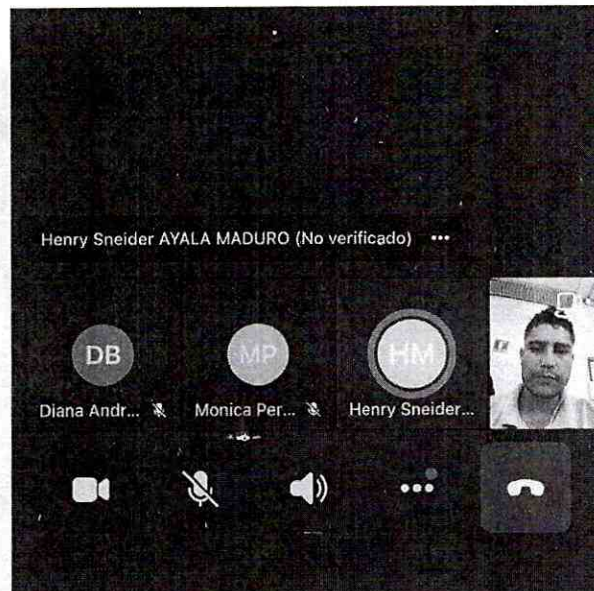 Henry Sneider AYALA MADURO (No verificado) •••
DB
MP
HM
Diana Andr...
Monica Per...
Henry Sneider...